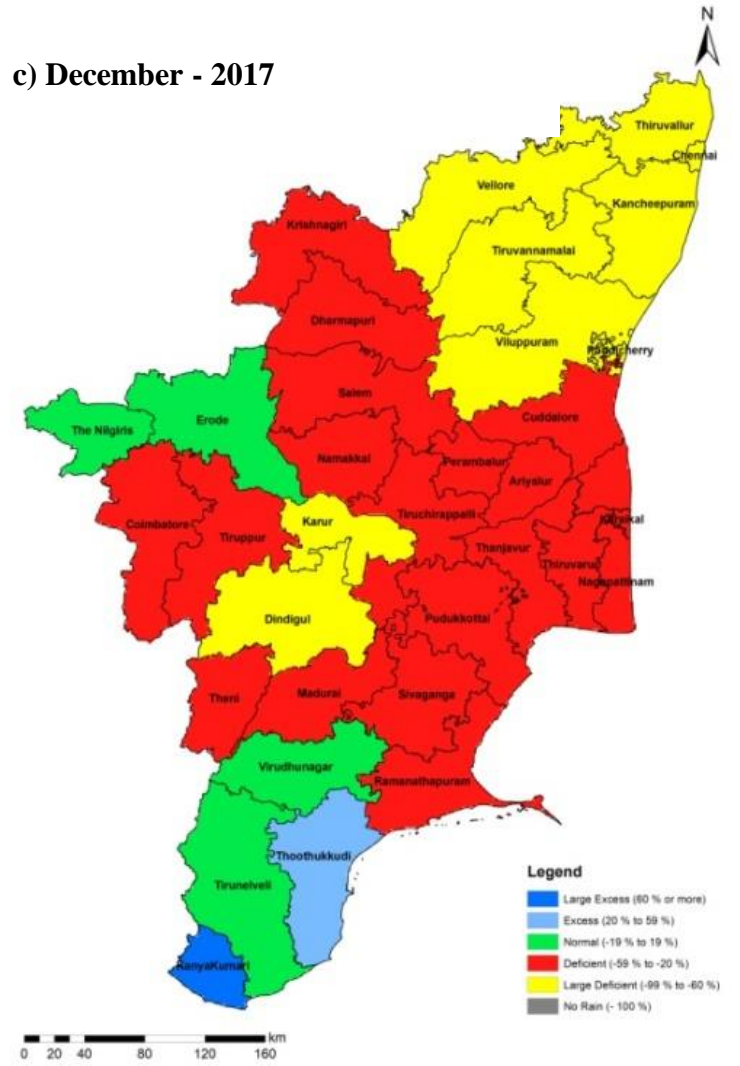 N
c) December - 2017
Thiruvallur
Chennai
Vellore
Kancheepuram
Krishnagiri
Tiruvannamalai
Dharmapuri
Viluppuram
Salem
Cuddalore
The Nilgiris
Erode
Namakkal
Perambalur
Ariyalur
Coimbatore
Karur
Tiruchirappalli
Tiruppur
Thanjavur
Thiruvarur
Nagapattinam
Dindigul
Pudukkottai
Theni
Madurai
Sivaganga
Virudhunagar
Ramanathapuram
Thoothukkudi
Tirunelveli
KanyaKumari
Legend
Large Excess (60 % or more)
Excess (20 % to 59 %)
Normal (-19 % to 19 %)
Deficient (-59 % to -20 %)
Large Deficient (-99 % to -60 %)
No Rain (- 100 %)
km
0 20 40 80 120 160